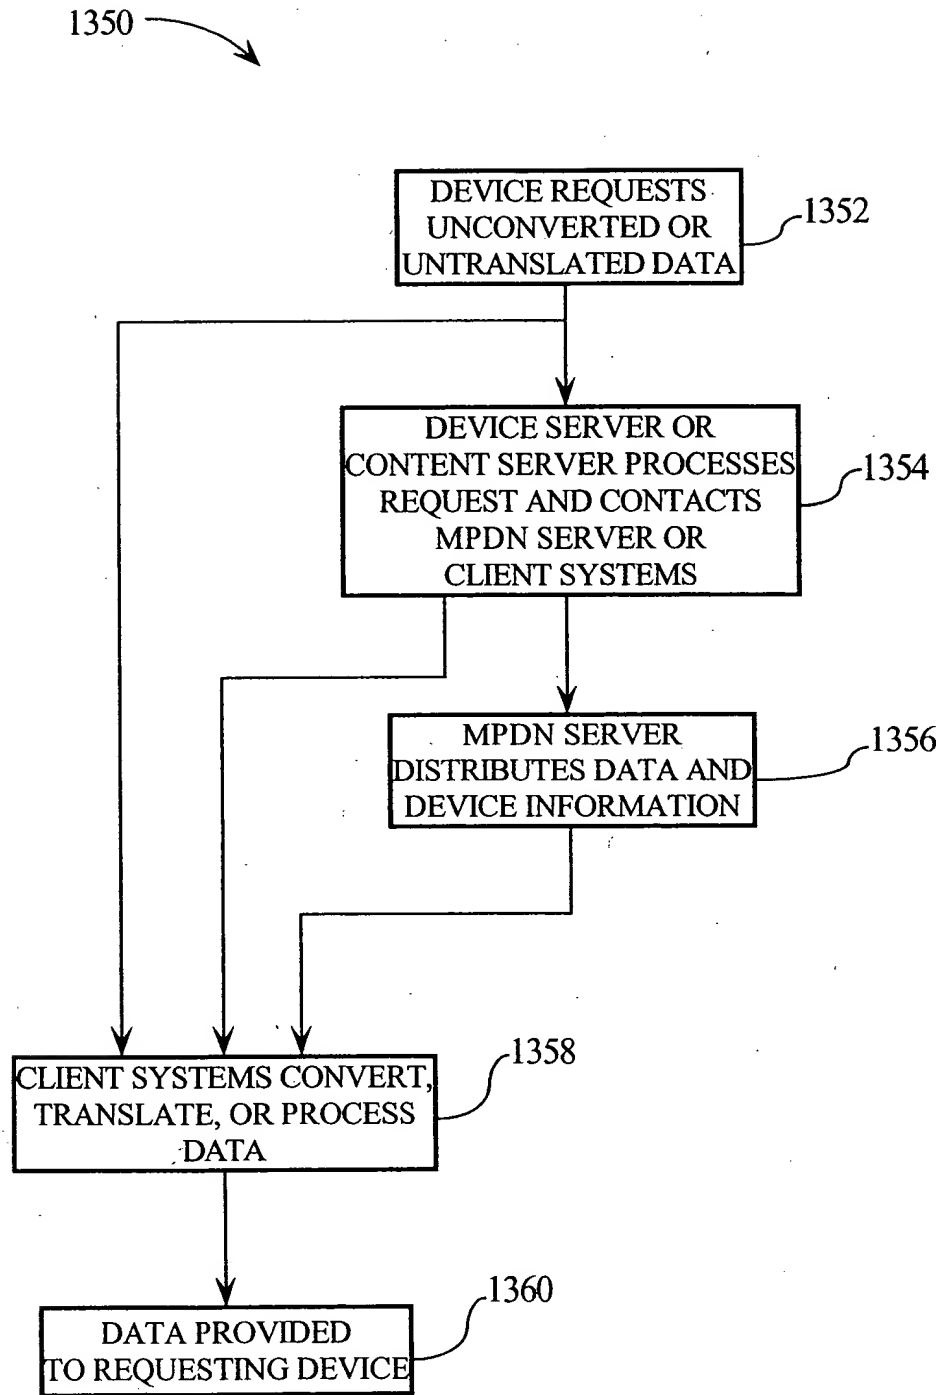 1350
DEVICE REQUESTS
UNCONVERTED OR
UNTRANSLATED DATA
1352
DEVICE SERVER OR
CONTENT SERVER PROCESSES
REQUEST AND CONTACTS
MPDN SERVER OR
CLIENT SYSTEMS
1354
MPDN SERVER
DISTRIBUTES DATA AND
DEVICE INFORMATION
1356
CLIENT SYSTEMS CONVERT,
TRANSLATE, OR PROCESS
DATA
1358
DATA PROVIDED
TO REQUESTING DEVICE
1360